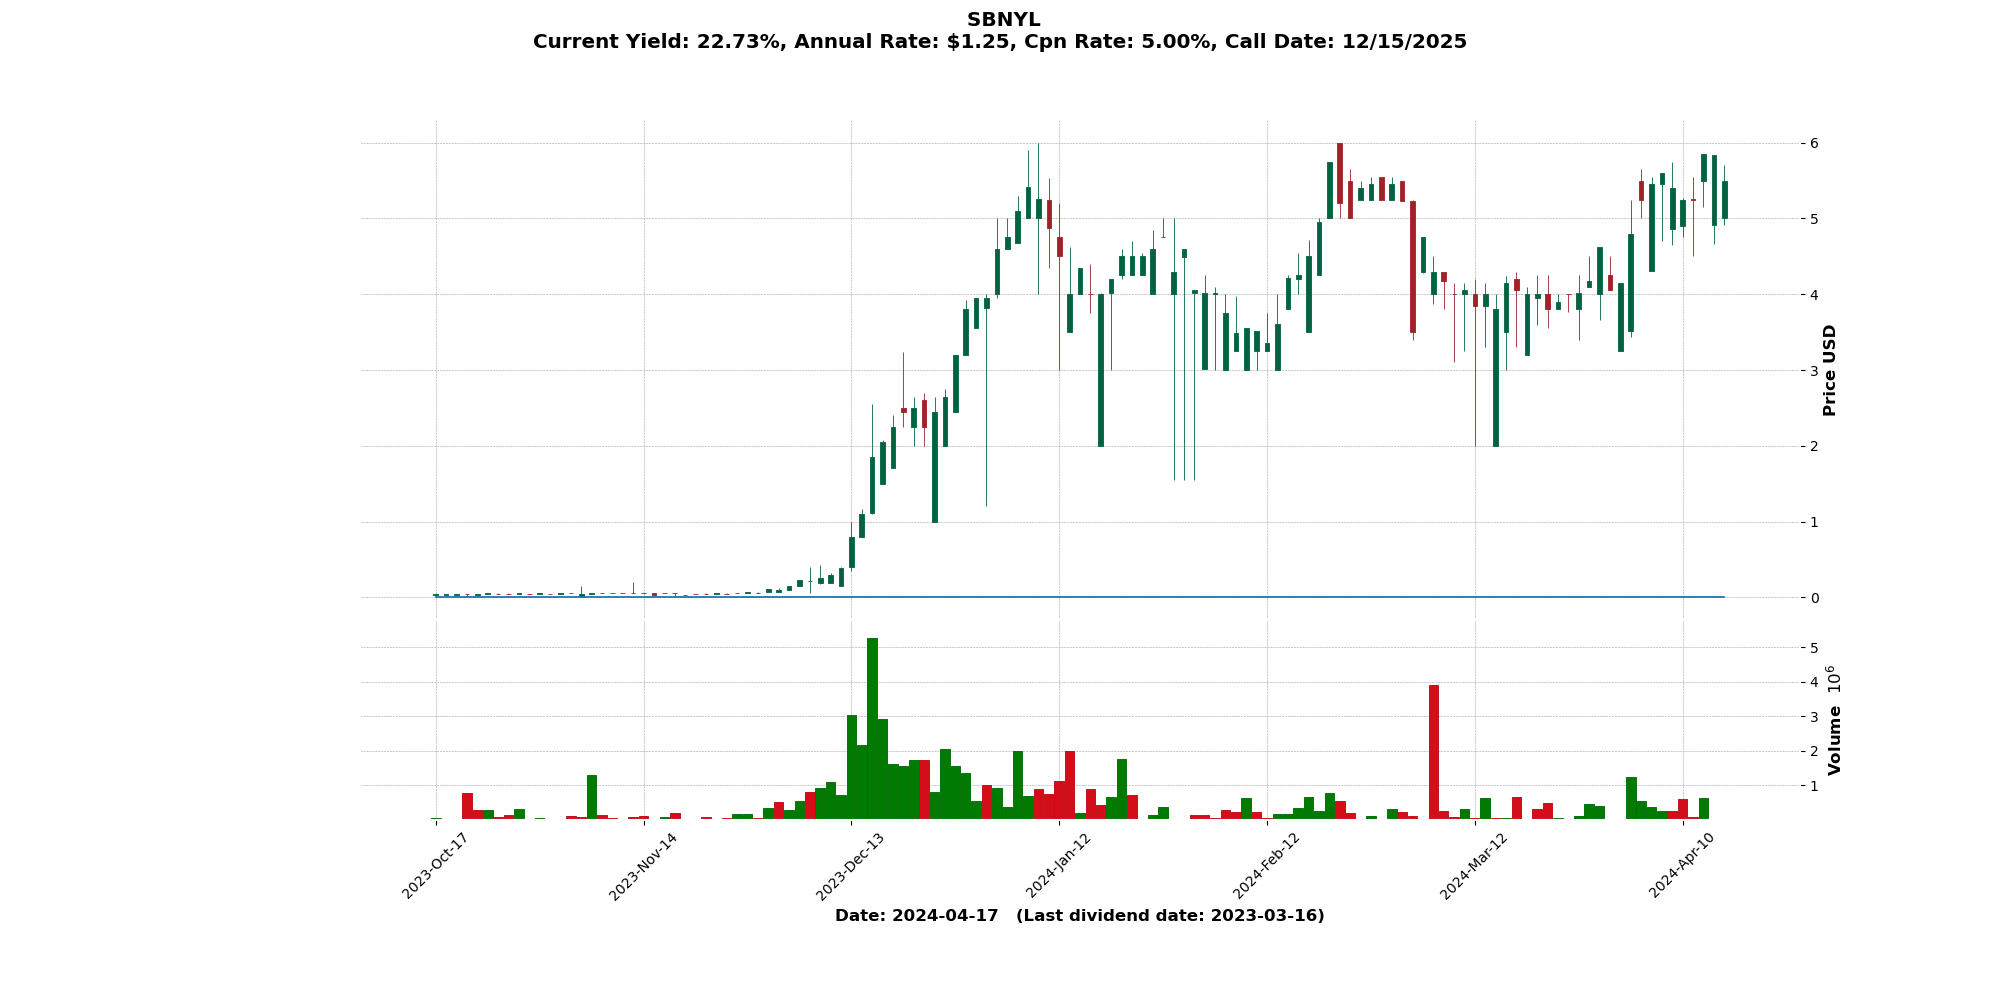 SBNYL
Current Yield: 22.73%, Annual Rate: $1.25, Cpn Rate: 5.00%, Call Date: 12/15/2025
6
5
4
3
2
1
0
Price USD
5
4
3
2
1
Volume 10^6
2023-Oct-17
2023-Nov-14
2023-Dec-13
2024-Jan-12
2024-Feb-12
2024-Mar-12
2024-Apr-10
Date: 2024-04-17 (Last dividend date: 2023-03-16)